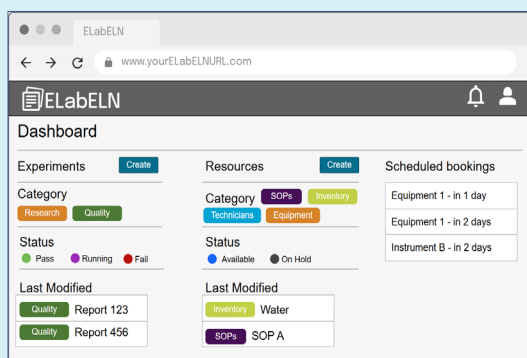 ELabELN
www.yourELabELNURL.com
ELabELN
Dashboard
Experiments Create
Category
Research Quality
Status
Pass Running Fail
Last Modified
Quality Report 123
Quality Report 456
Resources Create
Category SOPs Inventory
Technicians Equipment
Status
Available On Hold
Last Modified
Inventory Water
SOPs SOP A
Scheduled bookings
Equipment 1 - in 1 day
Equipment 1 - in 2 days
Instrument B - in 2 days